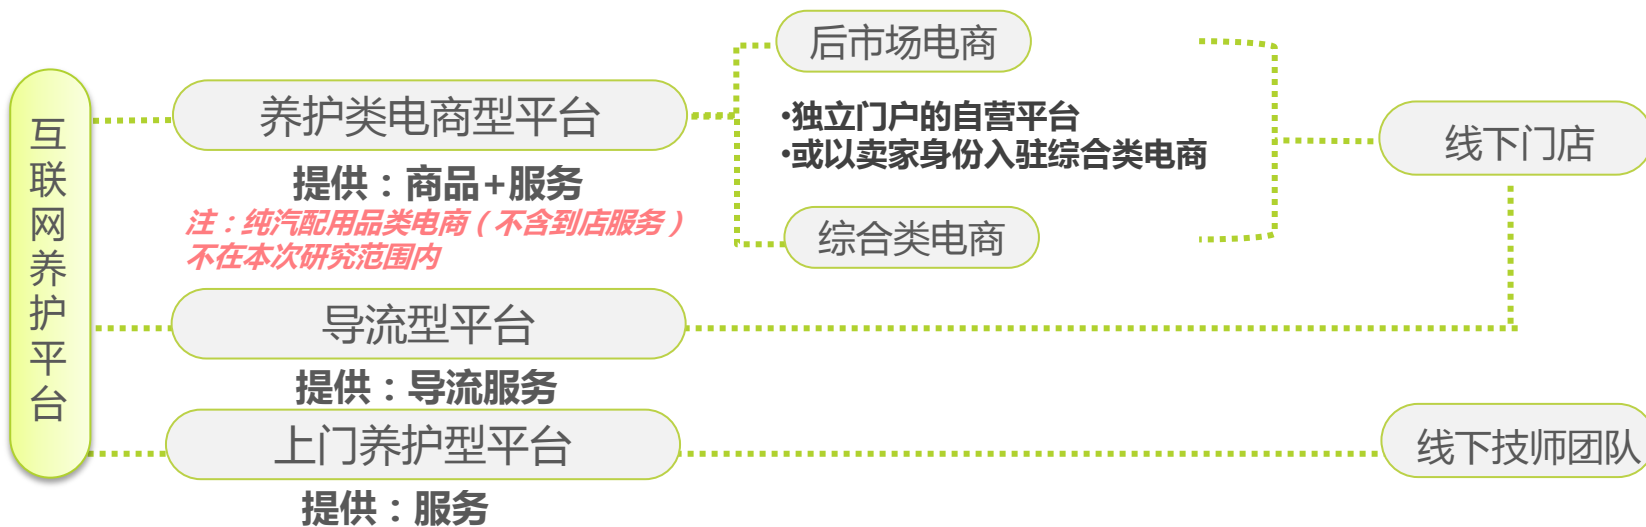 互联网养护平台
养护类电商型平台
提供：商品+服务
注：纯汽配用品类电商（不含到店服务）
不在本次研究范围内
后市场电商
•独立门户的自营平台
•或以卖家身份入驻综合类电商
综合类电商
线下门店
导流型平台
提供：导流服务
上门养护型平台
提供：服务
线下技师团队